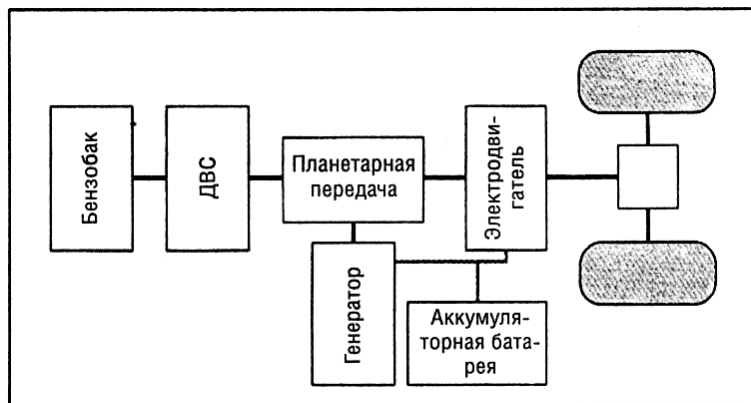 Бензобак
ДВС
Планетарная
передача
Электродви-
гатель
Генератор
Аккумуля-
торная бата-
рея